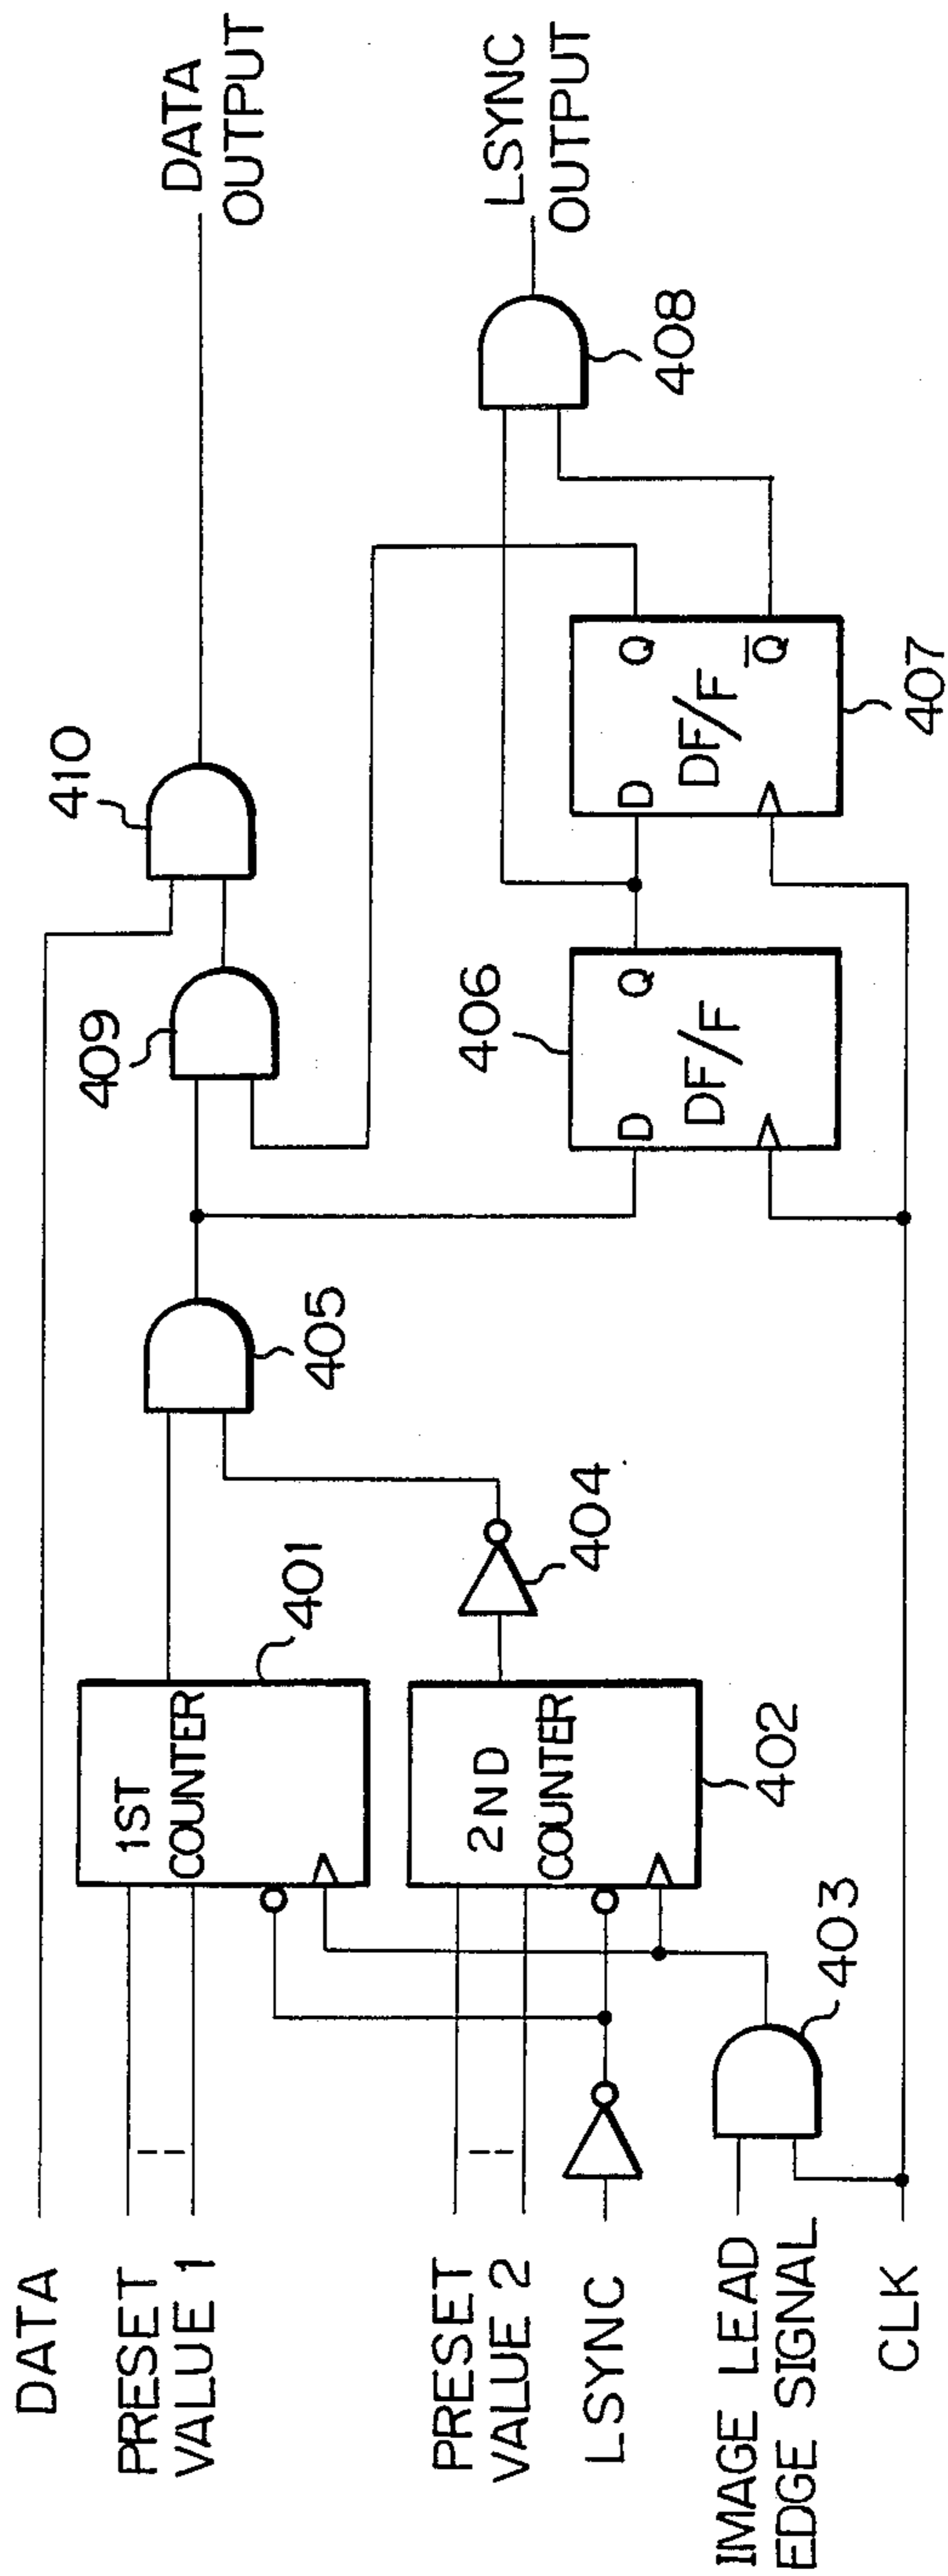 DATA
PRESET
VALUE 1
PRESET
VALUE 2
LSYNC
IMAGE LEAD
EDGE SIGNAL
CLK
1ST
COUNTER
401
2ND
COUNTER
402
403
404
405
409
410
D
Q
DF/F
406
D
Q
Q̅
DF/F
407
408
DATA
OUTPUT
LSYNC
OUTPUT